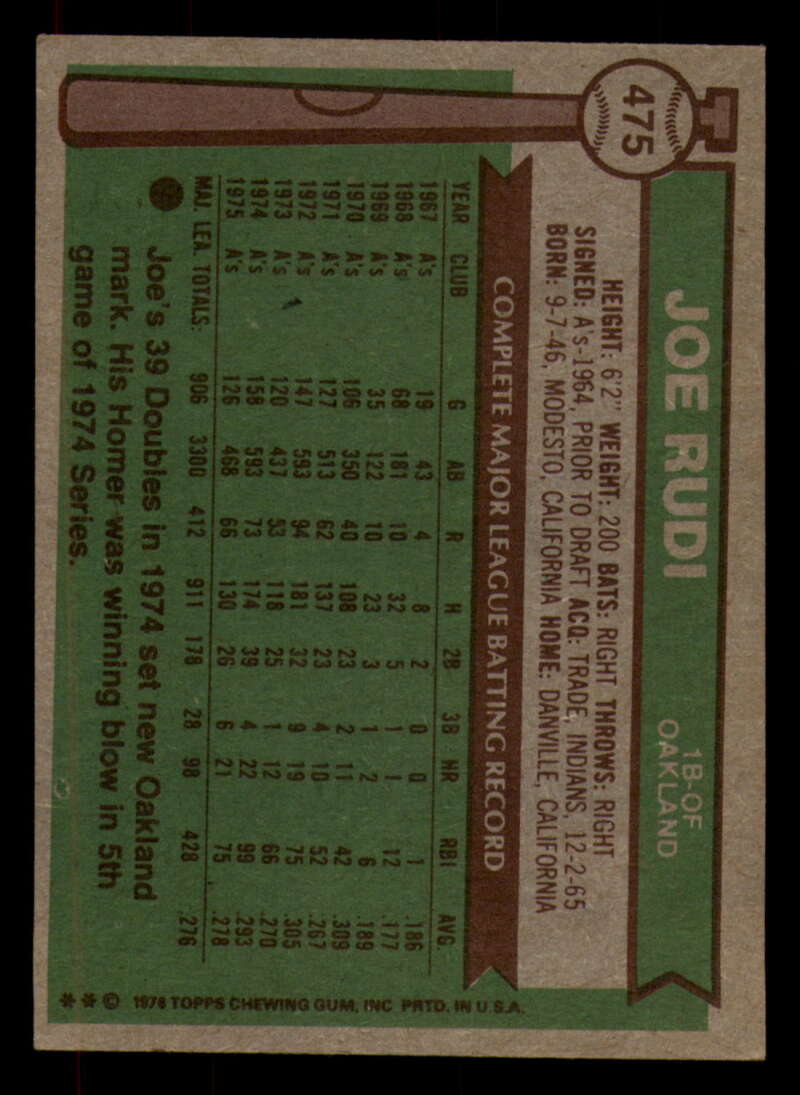 475
JOE RUDI
1B-OF
OAKLAND
HEIGHT: 6'2" WEIGHT: 200 BATS: RIGHT THROWS: RIGHT
SIGNED: A's-1964, PRIOR TO DRAFT ACQ: TRADE, INDIANS, 12-2-65
BORN: 9-7-46, MODESTO, CALIFORNIA HOME: DANVILLE, CALIFORNIA
COMPLETE MAJOR LEAGUE BATTING RECORD
YEAR CLUB G AB R H 2B 3B HR RBI AVG.
1967 A's 19 43 4 8 2 0 0 1 .186
1968 A's 68 181 10 32 5 1 1 12 .177
1969 A's 35 122 10 23 3 1 2 6 .189
1970 A's 106 350 40 108 23 2 11 42 .309
1971 A's 127 513 62 137 23 4 10 52 .267
1972 A's 147 593 94 181 32 9 19 75 .305
1973 A's 120 437 53 118 25 1 12 66 .270
1974 A's 158 593 73 174 39 4 22 99 .293
1975 A's 126 468 66 130 26 6 21 75 .278
MAJ. LEA. TOTALS: 906 3300 412 911 178 28 98 428 .276
Joe's 39 Doubles in 1974 set new Oakland
mark. His Homer was winning blow in 5th
game of 1974 Series.
** © 1976 TOPPS CHEWING GUM, INC PRTD. IN U.S.A.